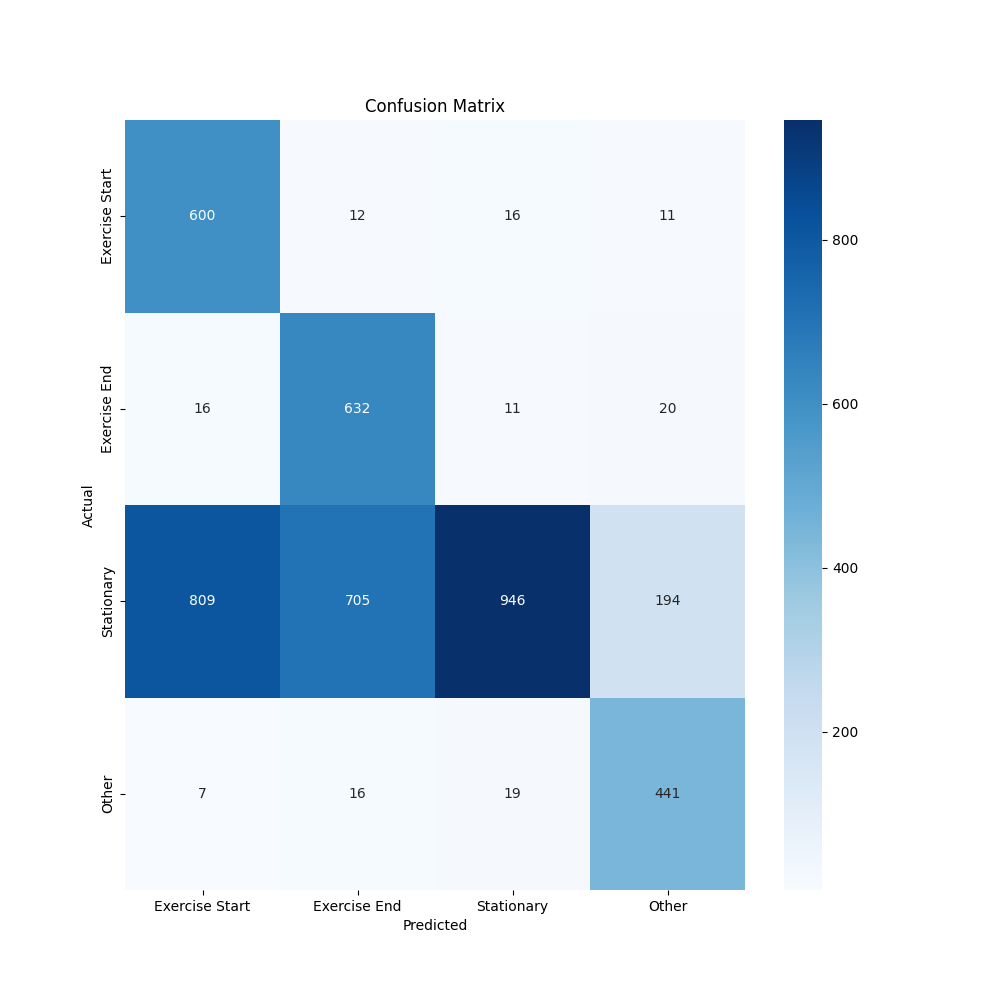 Confusion Matrix
Exercise Start
600 12 16 11
Exercise End
16 632 11 20
Stationary
809 705 946 194
Other
7 16 19 441
Actual
Exercise Start Exercise End Stationary Other
Predicted
800
600
400
200